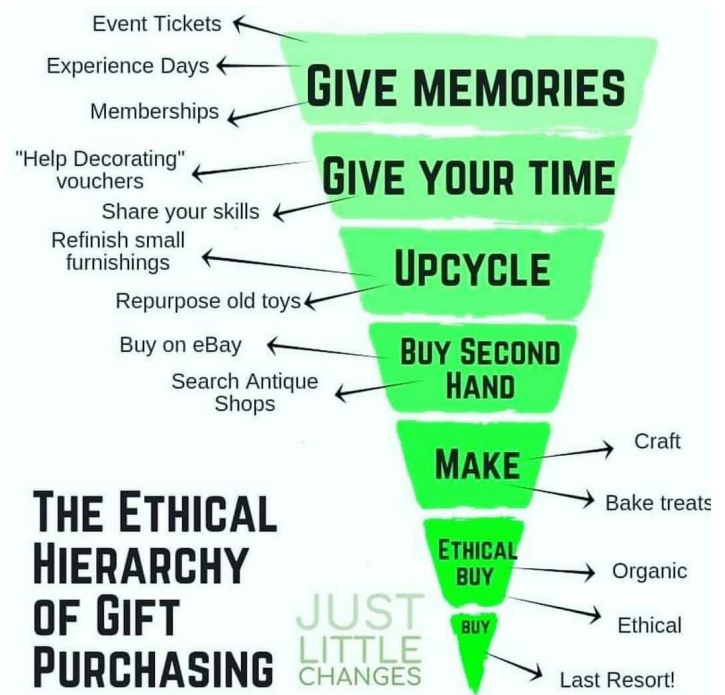 Event Tickets
Experience Days
Memberships
GIVE MEMORIES
"Help Decorating"
vouchers
Share your skills
GIVE YOUR TIME
Refinish small
furnishings
Repurpose old toys
UPCYCLE
Buy on eBay
Search Antique
Shops
BUY SECOND
HAND
MAKE
Craft
Bake treats
ETHICAL
BUY
Organic
Ethical
BUY
Last Resort!
THE ETHICAL
HIERARCHY
OF GIFT
PURCHASING
JUST
LITTLE
CHANGES